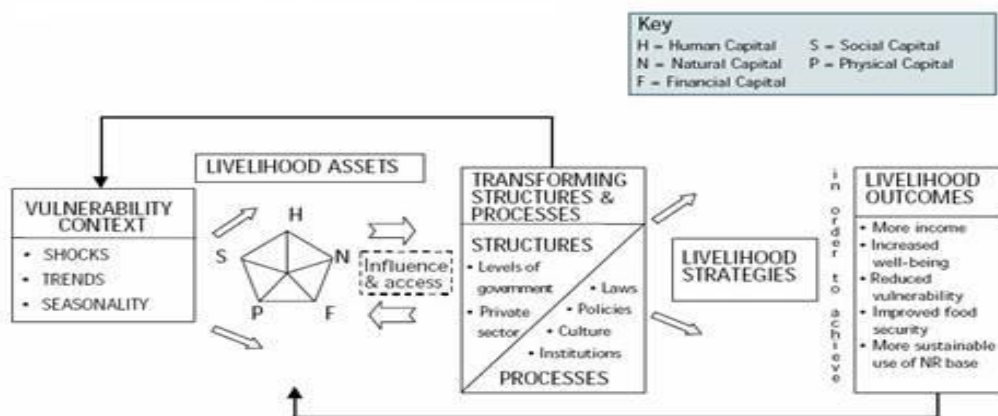 Key
H = Human Capital S = Social Capital
N = Natural Capital P = Physical Capital
F = Financial Capital
LIVELIHOOD ASSETS
VULNERABILITY
CONTEXT
• SHOCKS
• TRENDS
• SEASONALITY
H
S
N
P
F
Influence
& access
TRANSFORMING
STRUCTURES &
PROCESSES
STRUCTURES
• Levels of
government
• Private
sector
• Laws
• Policies
• Culture
• Institutions
PROCESSES
LIVELIHOOD
STRATEGIES
in order to achieve
LIVELIHOOD
OUTCOMES
• More income
• Increased
well-being
• Reduced
vulnerability
• Improved food
security
• More sustainable
use of NR base